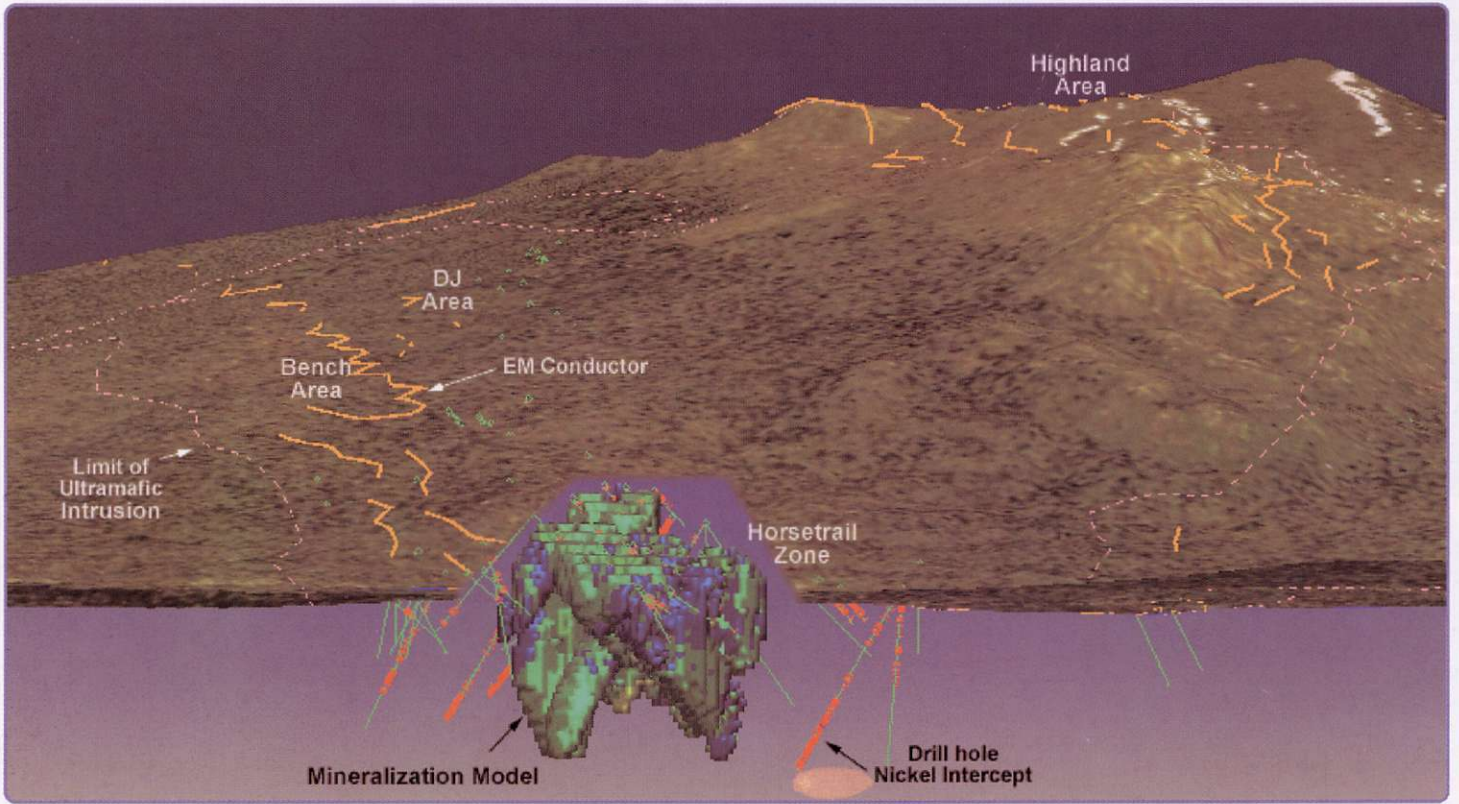 Highland
Area
DJ
Area
Bench
Area
EM Conductor
Limit of
Ultramafic
Intrusion
Horsetrail
Zone
Mineralization Model
Drill hole
Nickel Intercept